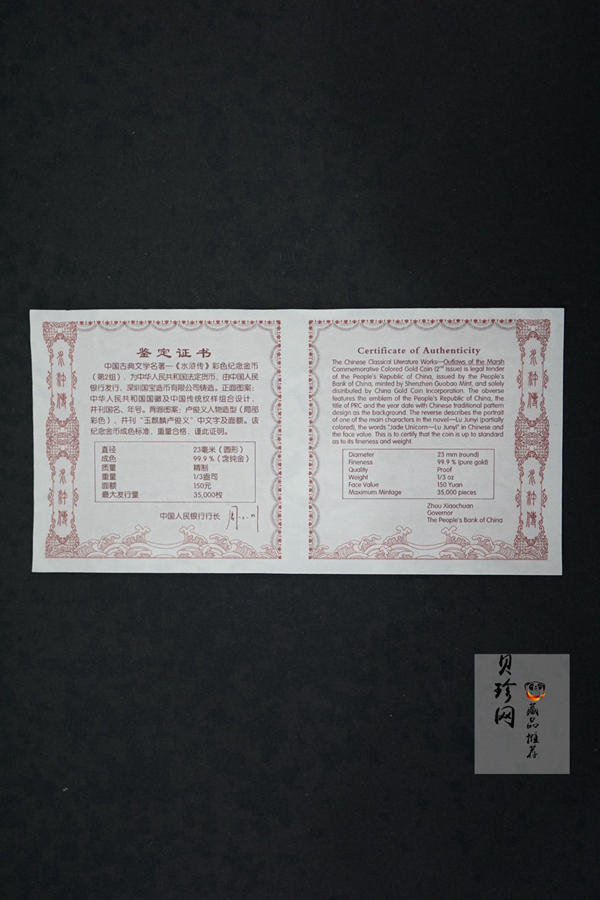 鉴定证书
中国古典文学名著—《水浒传》彩色纪念金币
（第2组），为中华人民共和国法定货币，由中国人民
银行发行，深圳国宝造币有限公司铸造。正面图案：
中华人民共和国国徽及中国传统纹样组合设计，
并刊国名、年号。背面图案：卢俊义人物造型（局部
彩色），并刊“玉麒麟卢俊义”中文字及面额。该
纪念金币成色标准，重量合格，谨此证明。
直径 23毫米（圆形）
成色 99.9%（含纯金）
质量 精制
重量 1/3盎司
面额 150元
最大发行量 35,000枚
中国人民银行行长
水浒传
水浒传
Certificate of Authenticity
The Chinese Classical Literature Works—Outlaws of the Marsh
Commemorative Colored Gold Coin (2nd Issue) is legal tender
of the People's Republic of China, issued by the People's
Bank of China, minted by Shenzhen Guobao Mint, and solely
distributed by China Gold Coin Incorporation. The obverse
features the emblem of the People's Republic of China, the
title of PRC and the year date with Chinese traditional pattern
design as the background. The reverse describes the portrait
of one of the main characters in the novel—Lu Junyi (partially
colored), the words "Jade Unicorn—Lu Junyi" in Chinese and
the face value. This is to certify that the coin is up to standard
as to its fineness and weight.
Diameter 23 mm (round)
Fineness 99.9% (pure gold)
Quality Proof
Weight 1/3 oz
Face Value 150 Yuan
Maximum Mintage 35,000 pieces
Zhou Xiaochuan
Governor
The People's Bank of China
水浒传
水浒传
贝珍网
藏品推荐